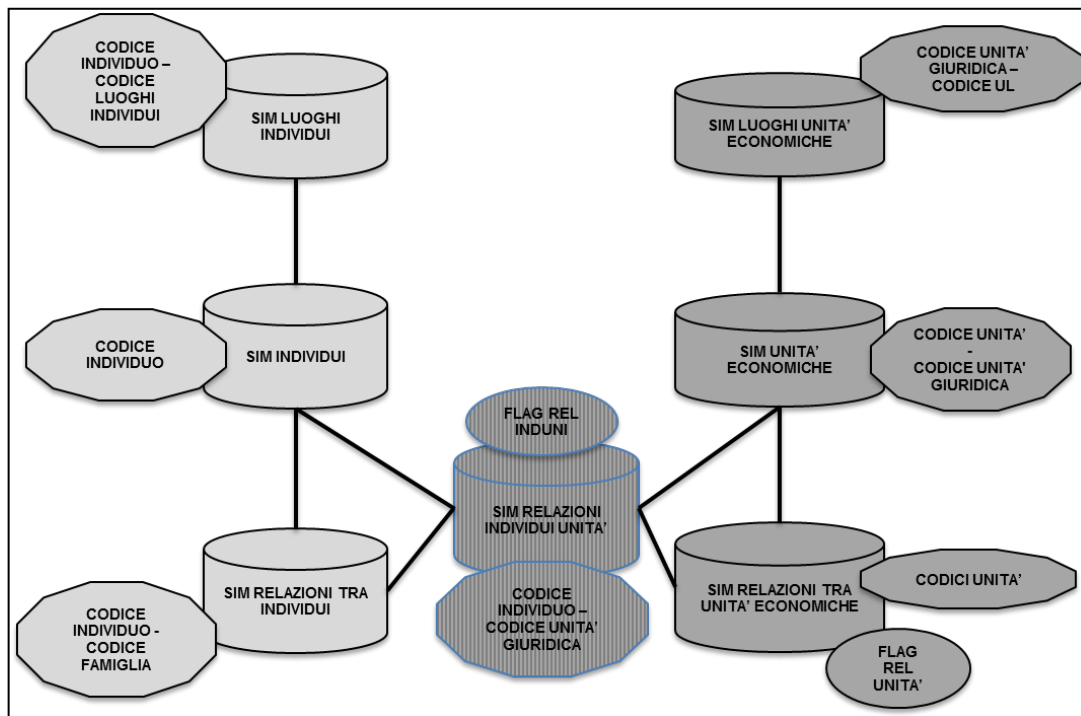 CODICE
INDIVIDUO –
CODICE
LUOGHI
INDIVIDUI
SIM LUOGHI
INDIVIDUI
CODICE UNITA’
GIURIDICA –
CODICE UL
SIM LUOGHI UNITA’
ECONOMICHE
CODICE
INDIVIDUO
SIM INDIVIDUI
SIM UNITA’
ECONOMICHE
CODICE UNITA’
-
CODICE UNITA'
GIURIDICA
FLAG REL
INDUNI
SIM RELAZIONI
INDIVIDUI UNITA’
CODICE
INDIVIDUO –
CODICE UNITA’
GIURIDICA
SIM RELAZIONI TRA
INDIVIDUI
CODICE
INDIVIDUO -
CODICE
FAMIGLIA
SIM RELAZIONI TRA
UNITA’ ECONOMICHE
CODICI UNITA’
FLAG
REL
UNITA’